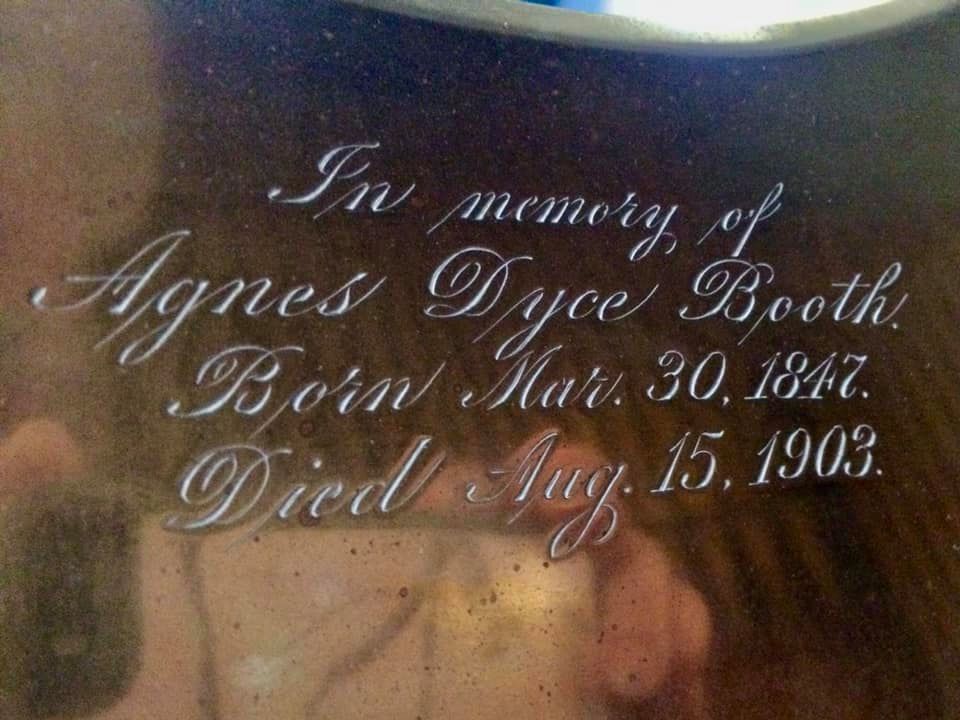 In memory of
Agnes Dyce Booth.
Born Mar. 30, 1847.
Died Aug. 15, 1903.